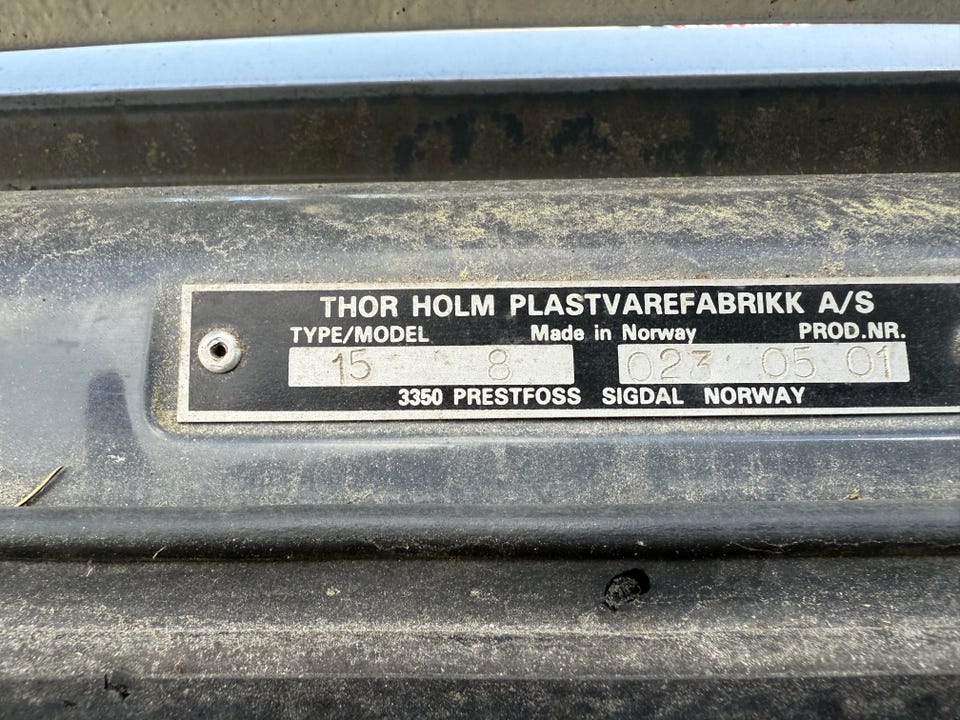 THOR HOLM PLASTVAREFABRIKK A/S
TYPE/MODEL Made in Norway PROD.NR.
15 8 023 05 01
3350 PRESTFOSS SIGDAL NORWAY